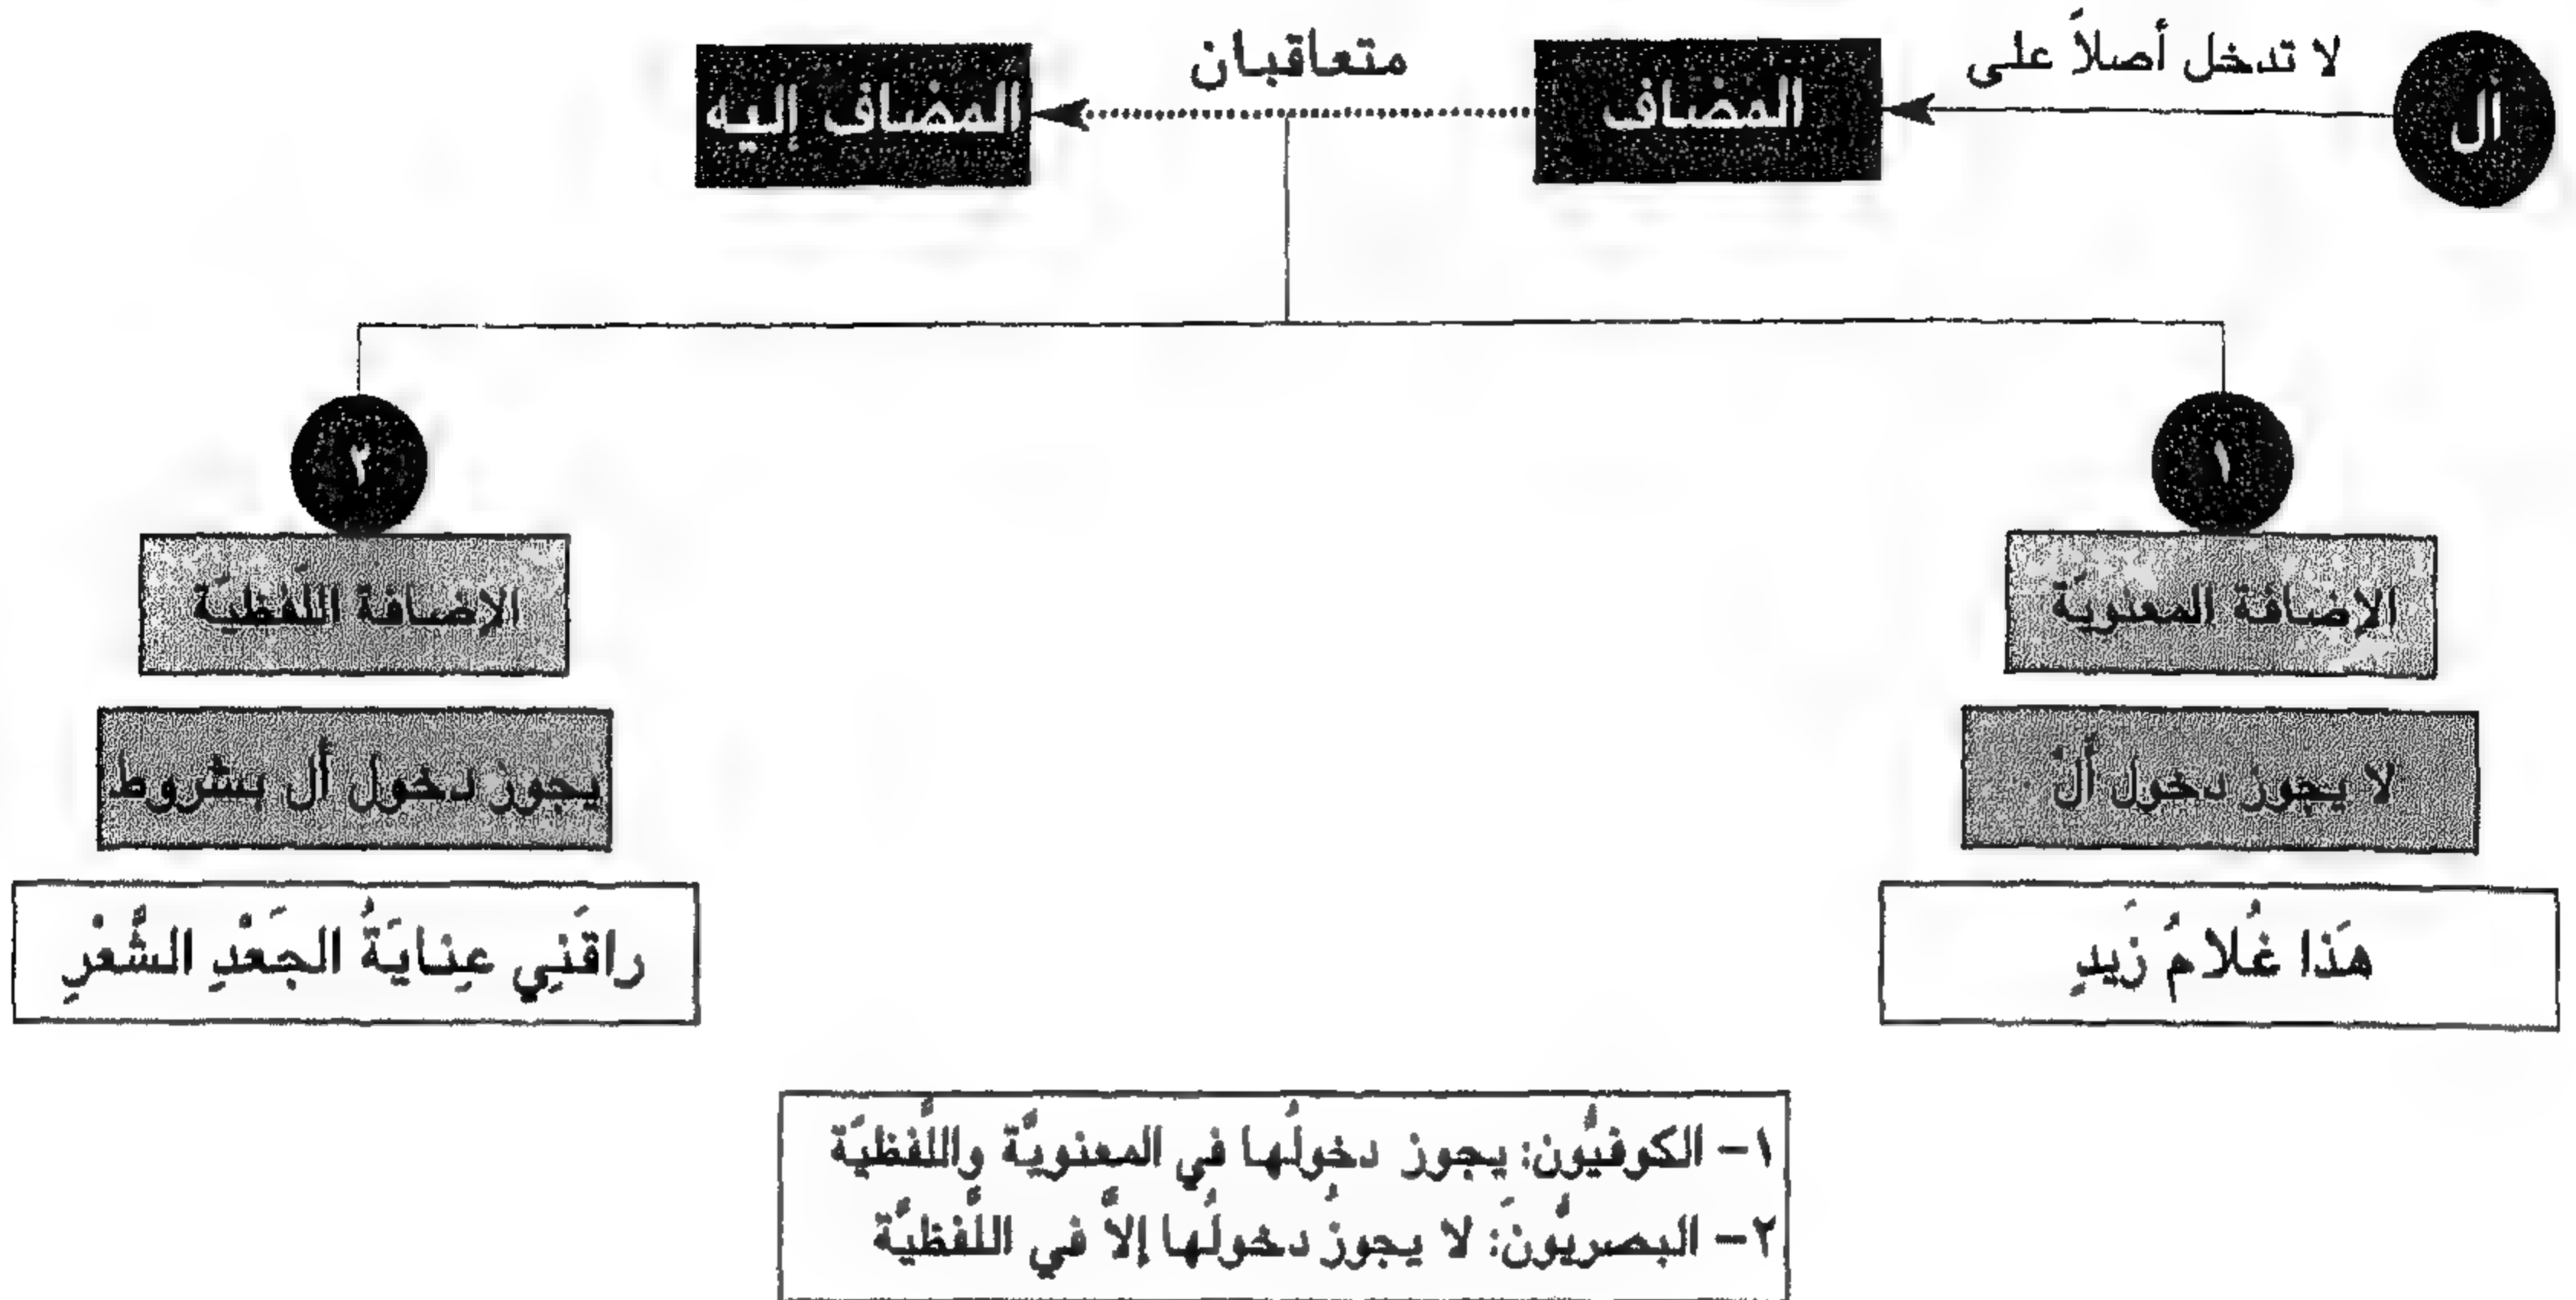 أل
لا تدخل أصلاً على
المضاف
متعاقبان
المضاف إليه
١
الإضافة المعنويّة
لا يجوز دخول ألْ
هَذا غُلامُ زَيدٍ
٢
الإضافة اللّفظيّة
يجوز دخول أل بشروط
راقَنِي عِنايَةُ الجَعْدِ الشَّعْرِ
١- الكوفيُّون: يجوز دخولُها في المعنويّة واللَّفظيّة
٢- البصريُّونَ: لا يجوزُ دخولُها إلاَّ في اللَّفظيَّة